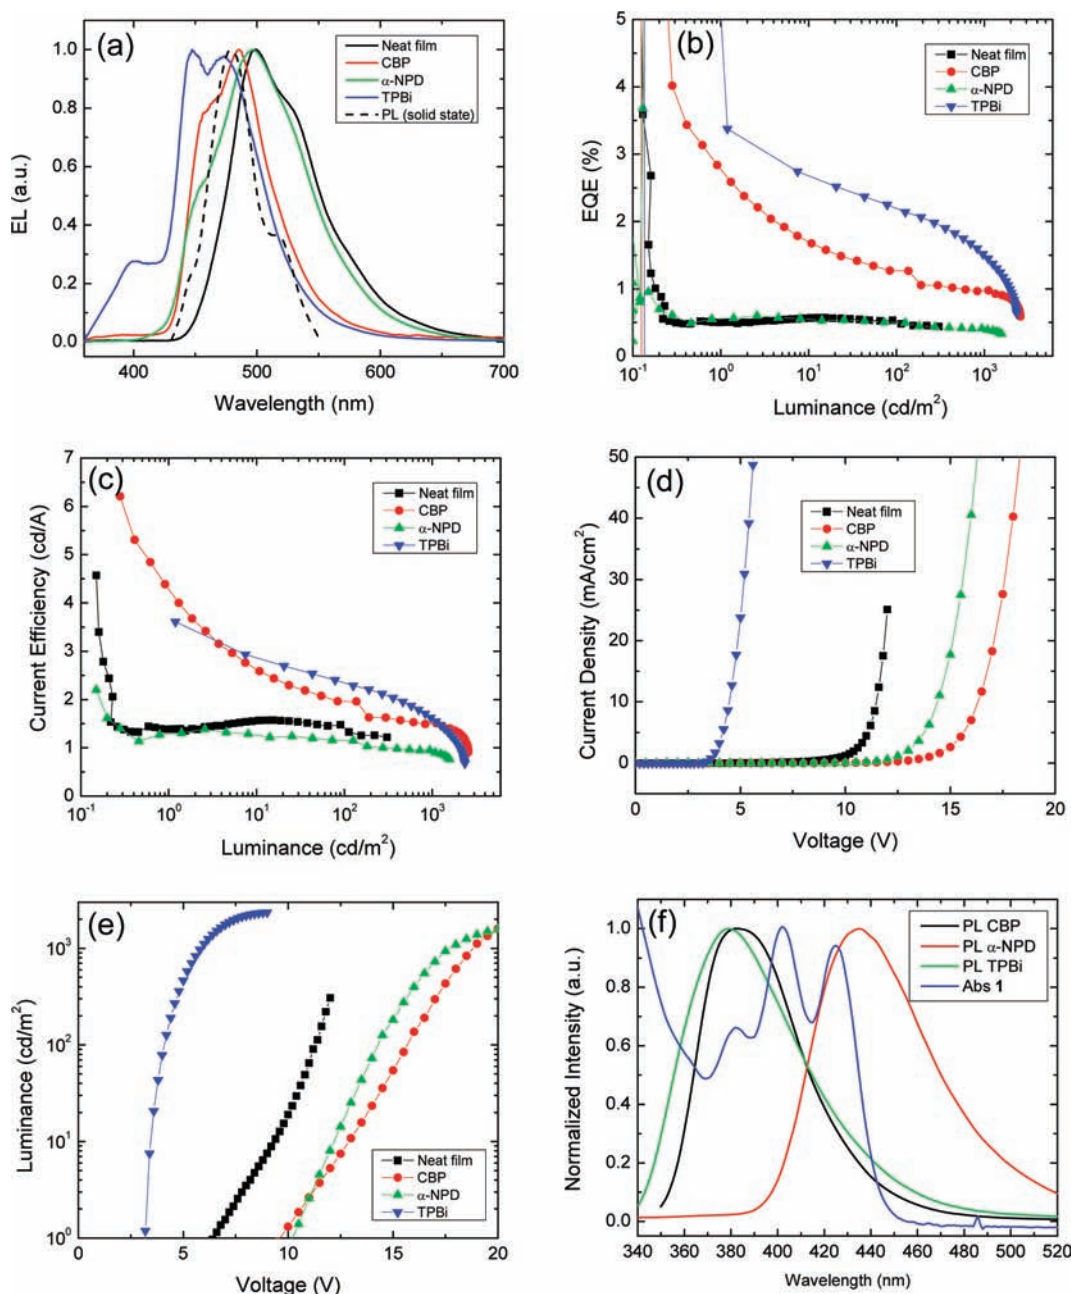 (a)
Neat film
CBP
α-NPD
TPBi
PL (solid state)
1.0
0.8
0.6
0.4
0.2
0.0
EL (a.u.)
400 500 600 700
Wavelength (nm)
(b)
Neat film
CBP
α-NPD
TPBi
5
4
3
2
1
0
EQE (%)
10⁻¹ 10⁰ 10¹ 10² 10³
Luminance (cd/m²)
(c)
Neat film
CBP
α-NPD
TPBi
7
6
5
4
3
2
1
0
Current Efficiency (cd/A)
10⁻¹ 10⁰ 10¹ 10² 10³
Luminance (cd/m²)
(d)
Neat film
CBP
α-NPD
TPBi
50
40
30
20
10
0
Current Density (mA/cm²)
0 5 10 15 20
Voltage (V)
(e)
Neat film
CBP
α-NPD
TPBi
10³
10²
10¹
10⁰
Luminance (cd/m²)
0 5 10 15 20
Voltage (V)
(f)
PL CBP
PL α-NPD
PL TPBi
Abs 1
1.0
0.8
0.6
0.4
0.2
0.0
Normalized Intensity (a.u.)
340 360 380 400 420 440 460 480 500 520
Wavelength (nm)